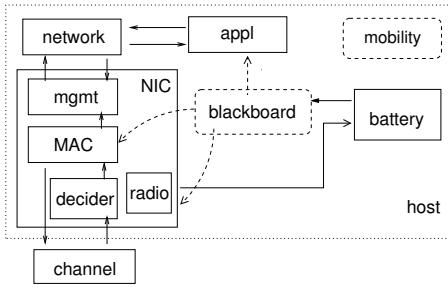 network
appl
mobility
mgmt
NIC
blackboard
battery
MAC
decider
radio
host
channel